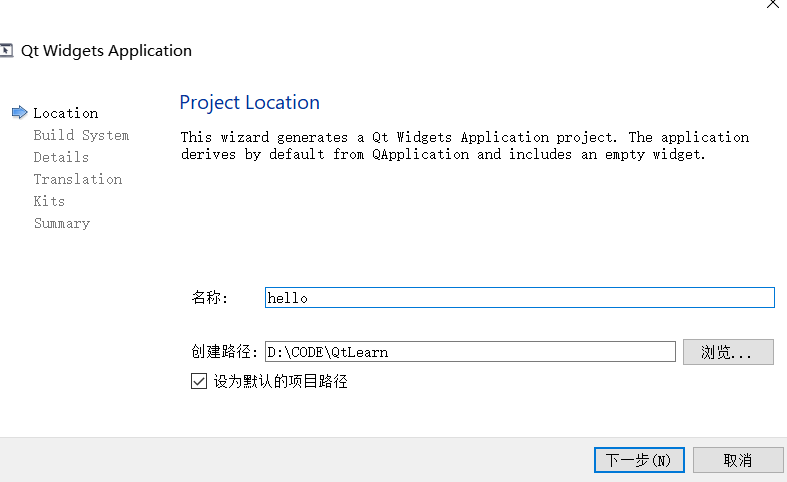 Qt Widgets Application
Location
Build System
Details
Translation
Kits
Summary
Project Location
This wizard generates a Qt Widgets Application project. The application
derives by default from QApplication and includes an empty widget.
名称: hello
创建路径: D:\CODE\QtLearn 浏览...
设为默认的项目路径
下一步(N) 取消